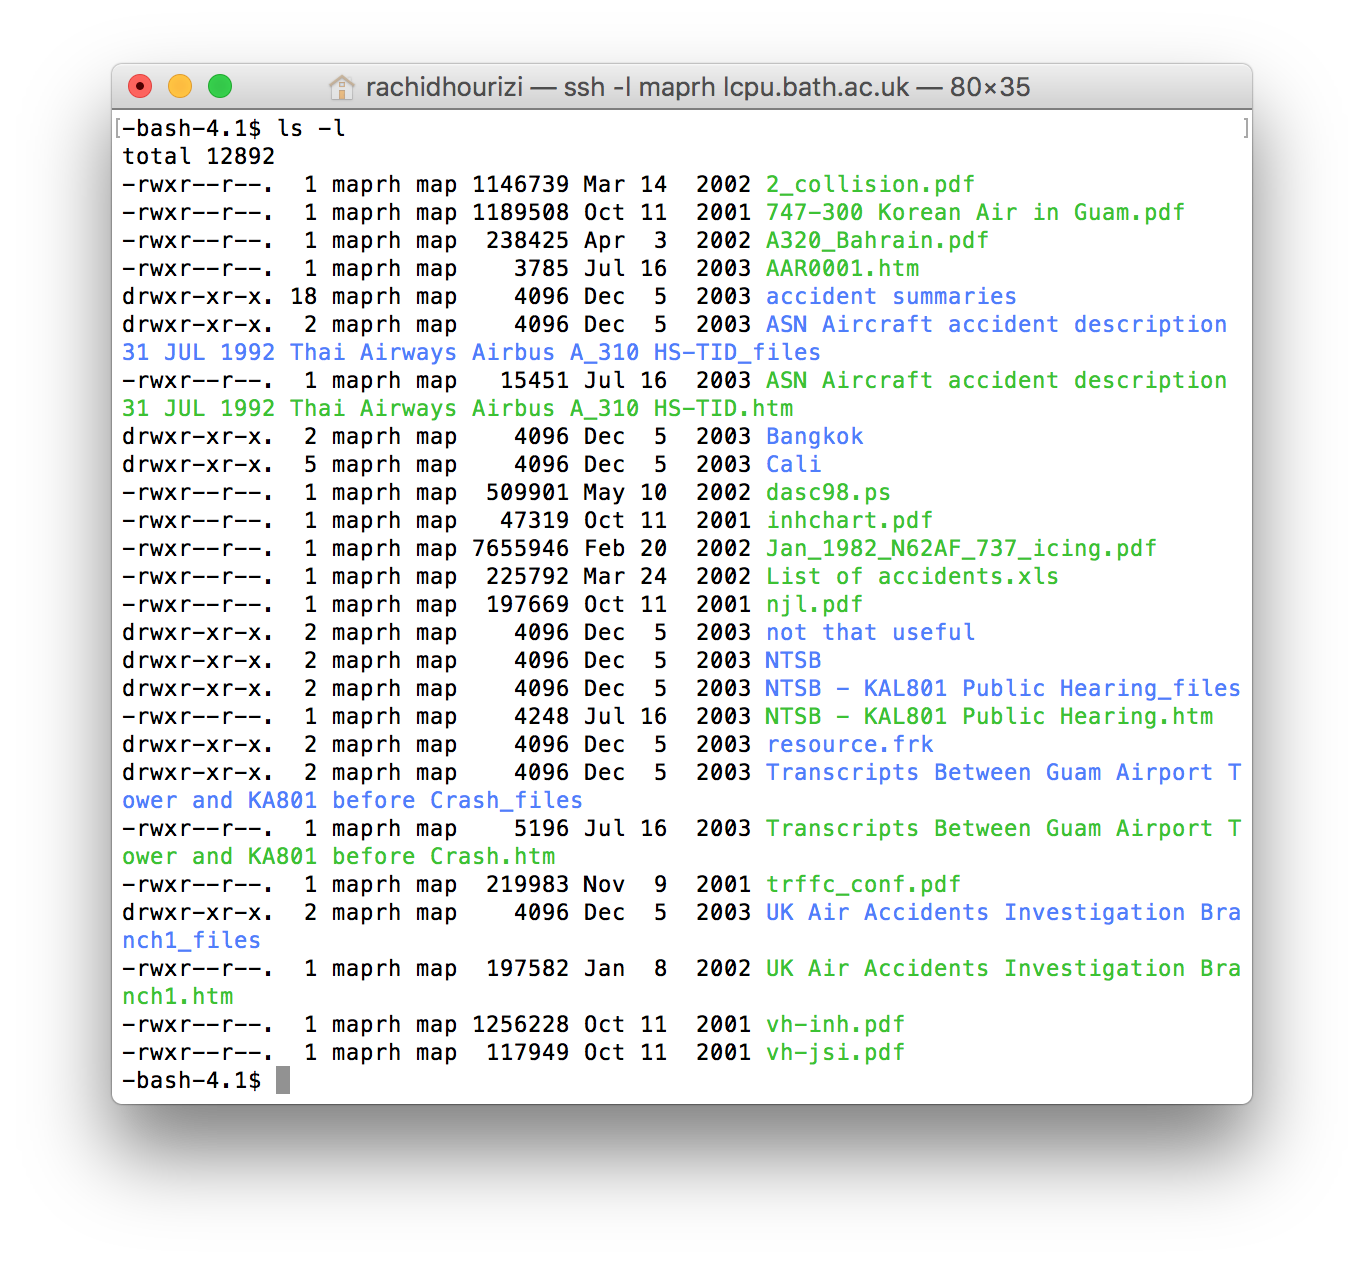 rachidhourizi — ssh -l maprh lcpu.bath.ac.uk — 80×35
[-bash-4.1$ ls -l ]
total 12892
-rwxr--r--.  1 maprh map 1146739 Mar 14  2002 2_collision.pdf
-rwxr--r--.  1 maprh map 1189508 Oct 11  2001 747-300 Korean Air in Guam.pdf
-rwxr--r--.  1 maprh map  238425 Apr  3  2002 A320_Bahrain.pdf
-rwxr--r--.  1 maprh map    3785 Jul 16  2003 AAR0001.htm
drwxr-xr-x. 18 maprh map    4096 Dec  5  2003 accident summaries
drwxr-xr-x.  2 maprh map    4096 Dec  5  2003 ASN Aircraft accident description
31 JUL 1992 Thai Airways Airbus A_310 HS-TID_files
-rwxr--r--.  1 maprh map   15451 Jul 16  2003 ASN Aircraft accident description
31 JUL 1992 Thai Airways Airbus A_310 HS-TID.htm
drwxr-xr-x.  2 maprh map    4096 Dec  5  2003 Bangkok
drwxr-xr-x.  5 maprh map    4096 Dec  5  2003 Cali
-rwxr--r--.  1 maprh map  509901 May 10  2002 dasc98.ps
-rwxr--r--.  1 maprh map   47319 Oct 11  2001 inhchart.pdf
-rwxr--r--.  1 maprh map 7655946 Feb 20  2002 Jan_1982_N62AF_737_icing.pdf
-rwxr--r--.  1 maprh map  225792 Mar 24  2002 List of accidents.xls
-rwxr--r--.  1 maprh map  197669 Oct 11  2001 njl.pdf
drwxr-xr-x.  2 maprh map    4096 Dec  5  2003 not that useful
drwxr-xr-x.  2 maprh map    4096 Dec  5  2003 NTSB
drwxr-xr-x.  2 maprh map    4096 Dec  5  2003 NTSB - KAL801 Public Hearing_files
-rwxr--r--.  1 maprh map    4248 Jul 16  2003 NTSB - KAL801 Public Hearing.htm
drwxr-xr-x.  2 maprh map    4096 Dec  5  2003 resource.frk
drwxr-xr-x.  2 maprh map    4096 Dec  5  2003 Transcripts Between Guam Airport T
ower and KA801 before Crash_files
-rwxr--r--.  1 maprh map    5196 Jul 16  2003 Transcripts Between Guam Airport T
ower and KA801 before Crash.htm
-rwxr--r--.  1 maprh map  219983 Nov  9  2001 trffc_conf.pdf
drwxr-xr-x.  2 maprh map    4096 Dec  5  2003 UK Air Accidents Investigation Bra
nch1_files
-rwxr--r--.  1 maprh map  197582 Jan  8  2002 UK Air Accidents Investigation Bra
nch1.htm
-rwxr--r--.  1 maprh map 1256228 Oct 11  2001 vh-inh.pdf
-rwxr--r--.  1 maprh map  117949 Oct 11  2001 vh-jsi.pdf
-bash-4.1$